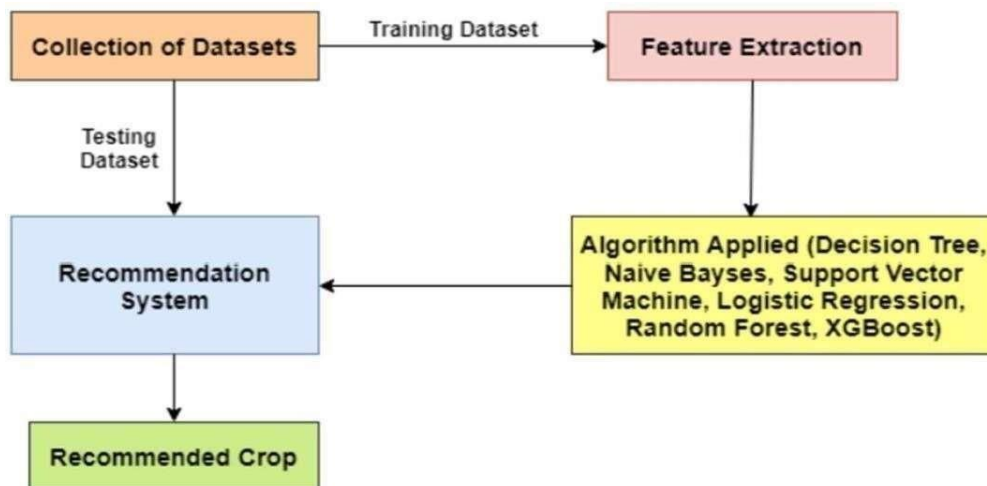 Collection of Datasets
Training Dataset
Feature Extraction
Testing
Dataset
Recommendation
System
Algorithm Applied (Decision Tree,
Naive Bayses, Support Vector
Machine, Logistic Regression,
Random Forest, XGBoost)
Recommended Crop